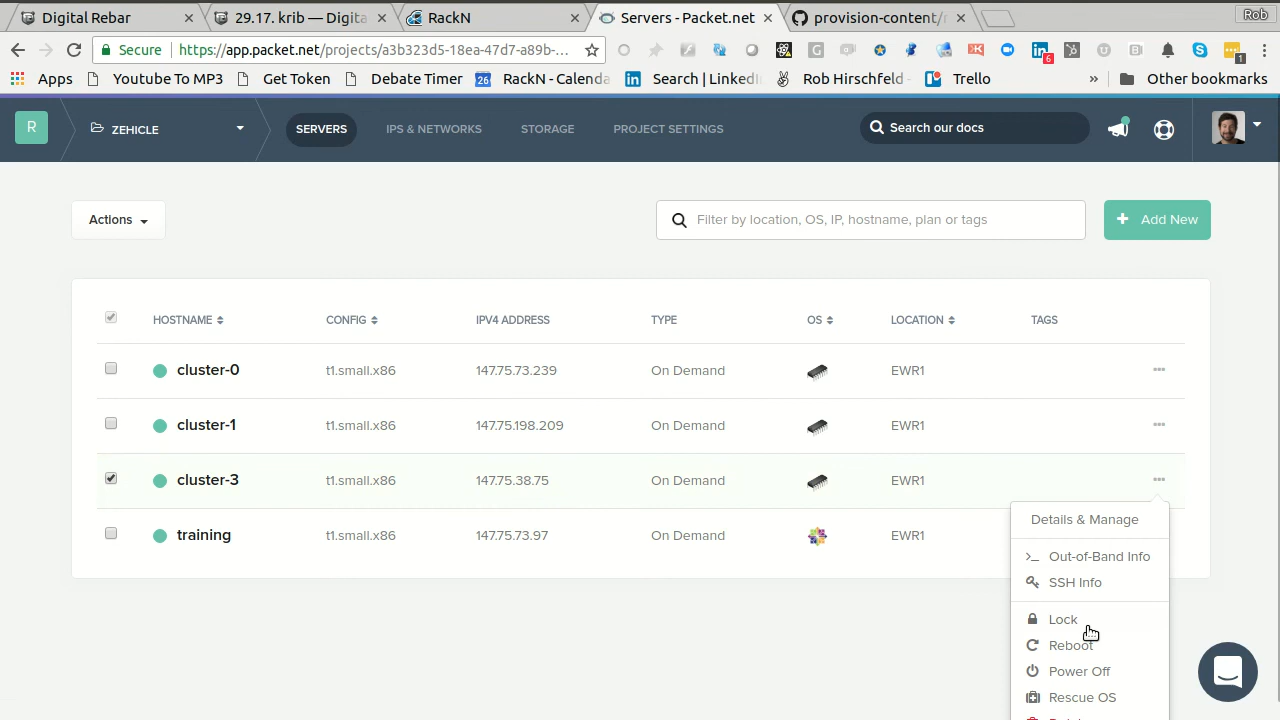 Digital Rebar
29.17. krib — Digita
RackN
Servers - Packet.net
provision-content/
Rob
Secure
https://app.packet.net/projects/a3b323d5-18ea-47d7-a89b-...
6
1
Apps
Youtube To MP3
Get Token
Debate Timer
26
RackN - Calenda
Search | LinkedI
Rob Hirschfeld -
Trello
»
Other bookmarks
R
ZEHICLE
SERVERS
IPS & NETWORKS
STORAGE
PROJECT SETTINGS
Search our docs
Actions
Filter by location, OS, IP, hostname, plan or tags
+ Add New
HOSTNAME CONFIG IPV4 ADDRESS TYPE OS LOCATION TAGS
cluster-0 t1.small.x86 147.75.73.239 On Demand EWR1
cluster-1 t1.small.x86 147.75.198.209 On Demand EWR1
cluster-3 t1.small.x86 147.75.38.75 On Demand EWR1
training t1.small.x86 147.75.73.97 On Demand EWR1
Details & Manage
Out-of-Band Info
SSH Info
Lock
Reboot
Power Off
Rescue OS